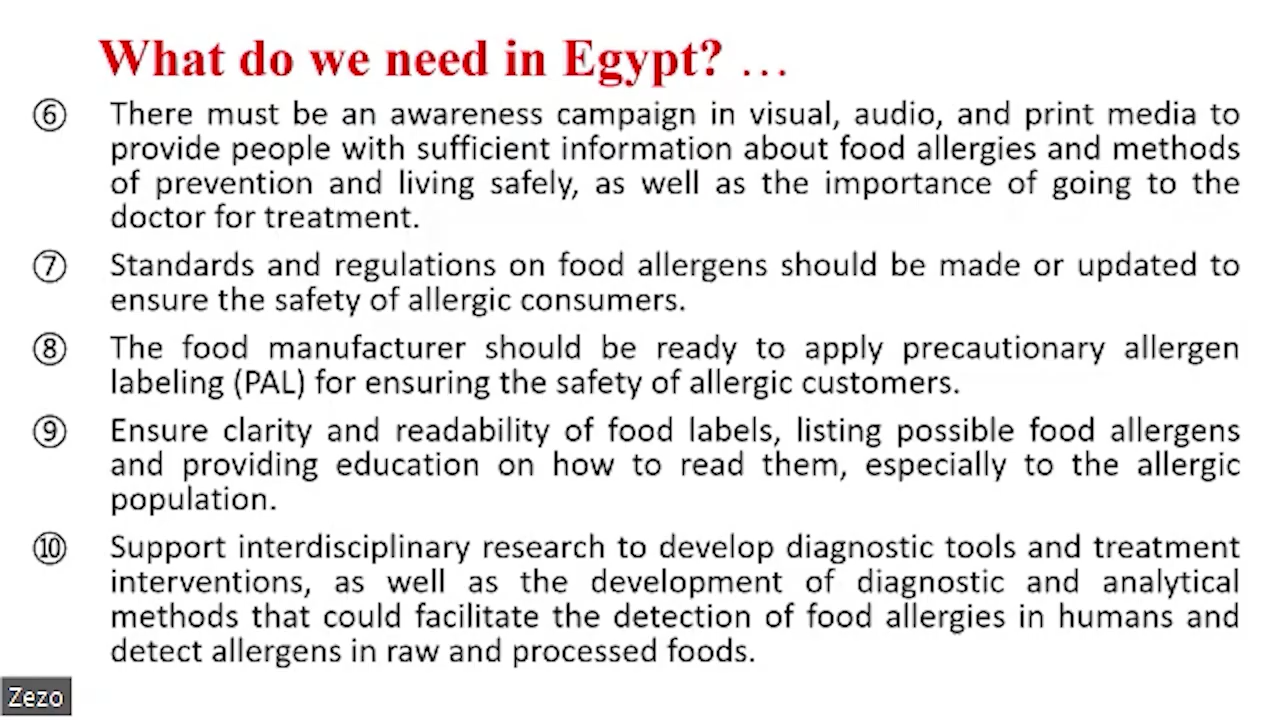 What do we need in Egypt? …
⑥ There must be an awareness campaign in visual, audio, and print media to
provide people with sufficient information about food allergies and methods
of prevention and living safely, as well as the importance of going to the
doctor for treatment.
⑦ Standards and regulations on food allergens should be made or updated to
ensure the safety of allergic consumers.
⑧ The food manufacturer should be ready to apply precautionary allergen
labeling (PAL) for ensuring the safety of allergic customers.
⑨ Ensure clarity and readability of food labels, listing possible food allergens
and providing education on how to read them, especially to the allergic
population.
⑩ Support interdisciplinary research to develop diagnostic tools and treatment
interventions, as well as the development of diagnostic and analytical
methods that could facilitate the detection of food allergies in humans and
detect allergens in raw and processed foods.
Zezo